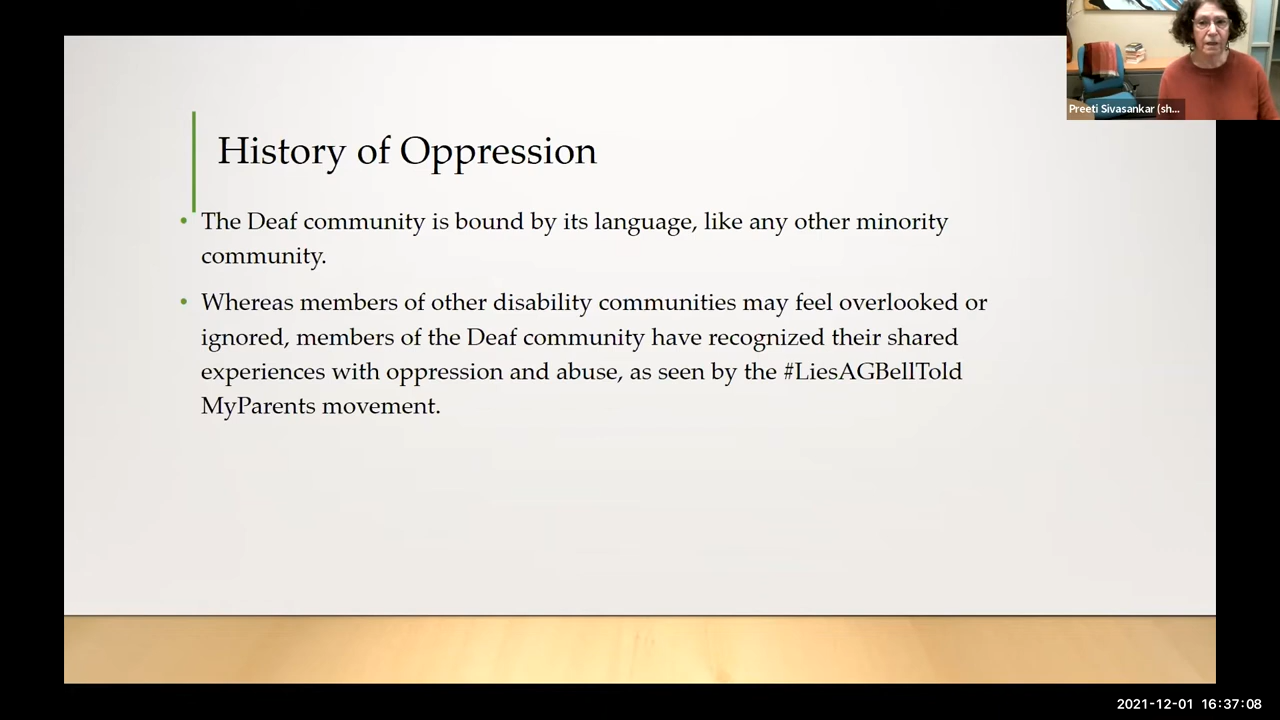 Preeti Sivasankar (sh...
History of Oppression
• The Deaf community is bound by its language, like any other minority
community.
• Whereas members of other disability communities may feel overlooked or
ignored, members of the Deaf community have recognized their shared
experiences with oppression and abuse, as seen by the #LiesAGBellTold
MyParents movement.
2021-12-01 16:37:08